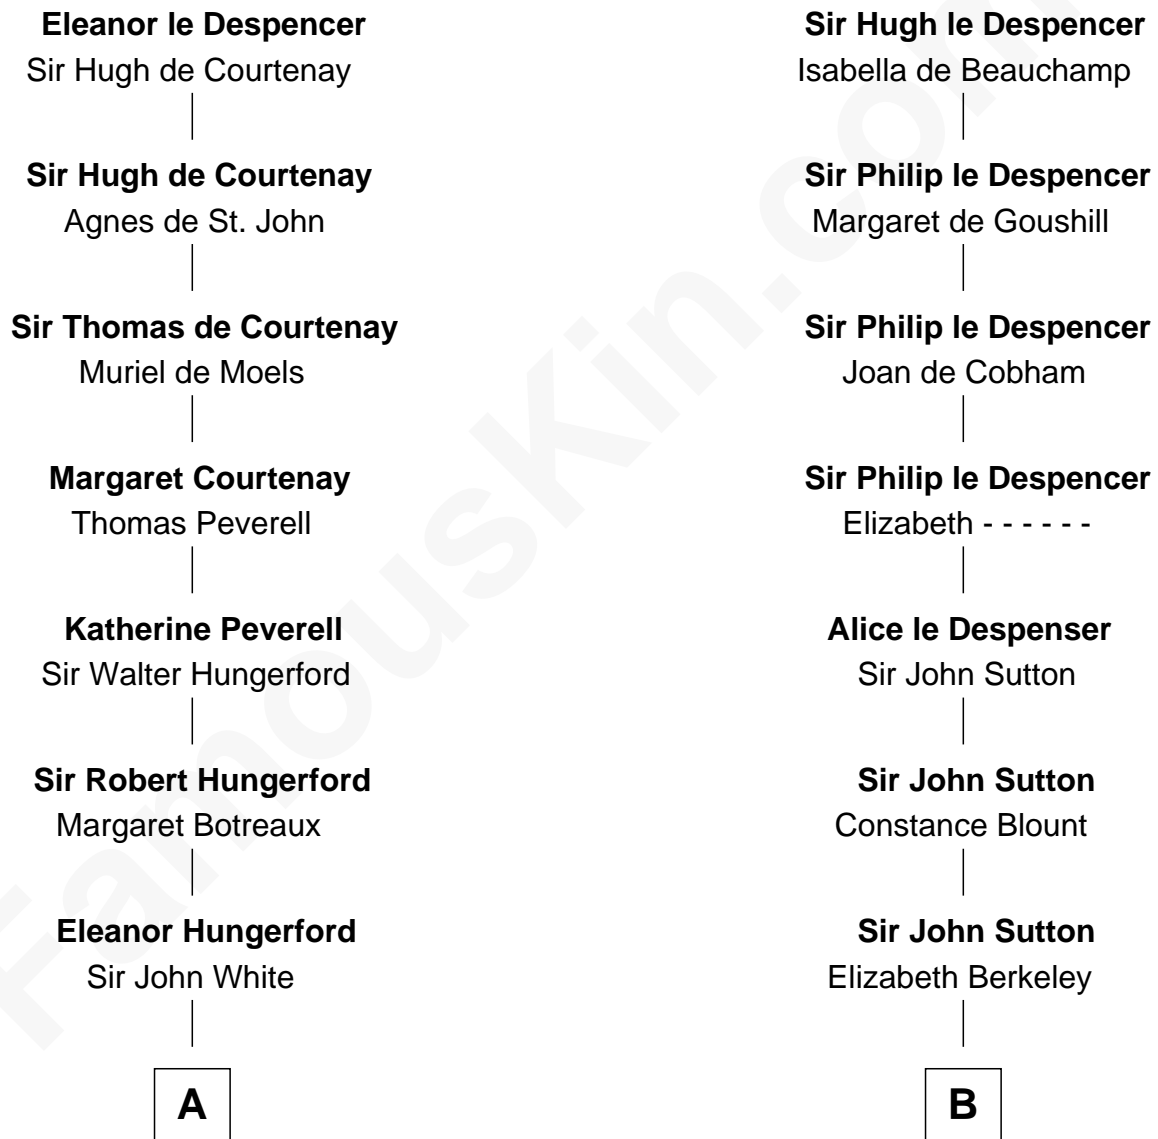 Eleanor le Despencer
Sir Hugh de Courtenay
Sir Hugh de Courtenay
Agnes de St. John
Sir Thomas de Courtenay
Muriel de Moels
Margaret Courtenay
Thomas Peverell
Katherine Peverell
Sir Walter Hungerford
Sir Robert Hungerford
Margaret Botreaux
Eleanor Hungerford
Sir John White
A
Sir Hugh le Despencer
Isabella de Beauchamp
Sir Philip le Despencer
Margaret de Goushill
Sir Philip le Despencer
Joan de Cobham
Sir Philip le Despencer
Elizabeth - - - - - -
Alice le Despenser
Sir John Sutton
Sir John Sutton
Constance Blount
Sir John Sutton
Elizabeth Berkeley
B
FamousKin.com